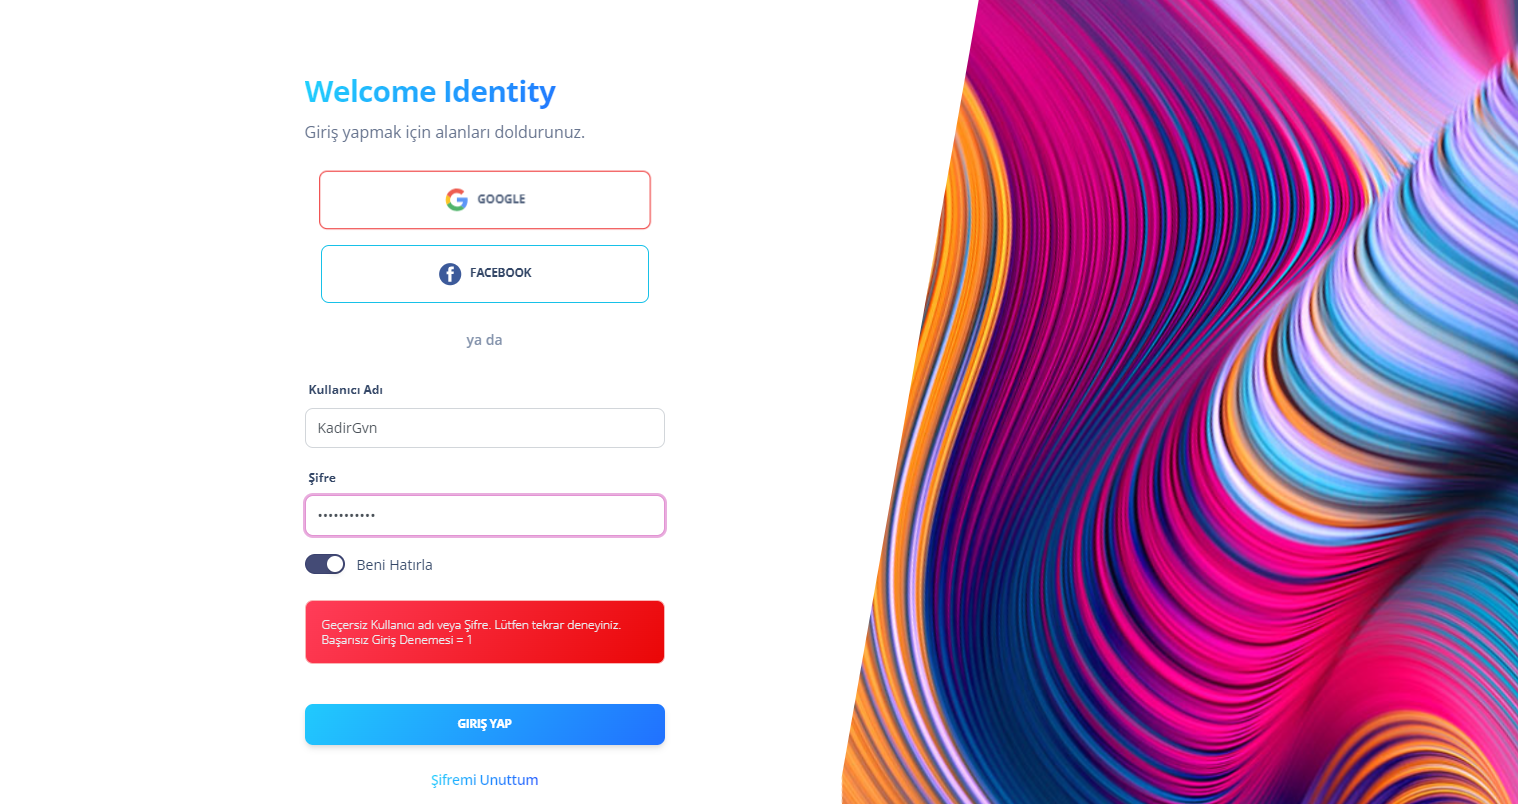 Welcome Identity
Giriş yapmak için alanları doldurunuz.
GOOGLE
FACEBOOK
ya da
Kullanıcı Adı
KadirGvn
Şifre
•••••••••••
Beni Hatırla
Geçersiz Kullanıcı adı veya Şifre. Lütfen tekrar deneyiniz.
Başarısız Giriş Denemesi = 1
GIRIŞ YAP
Şifremi Unuttum